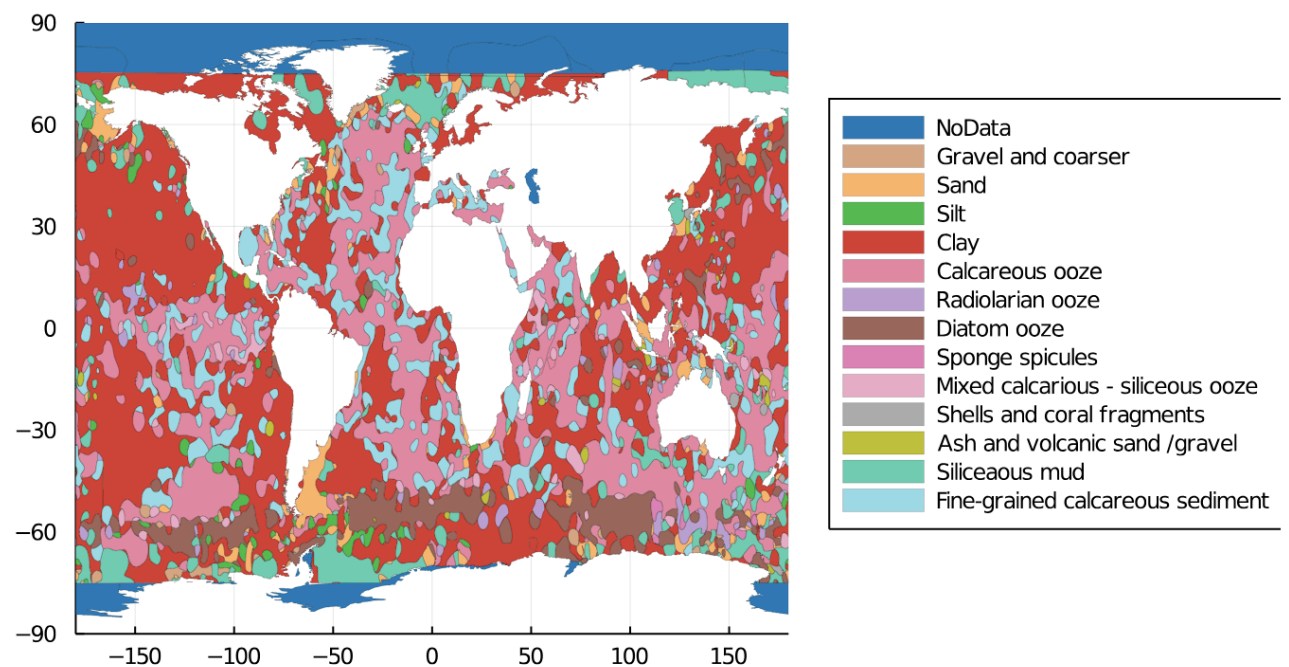 90
60
30
0
−30
−60
−90
−150
−100
−50
0
50
100
150
NoData
Gravel and coarser
Sand
Silt
Clay
Calcareous ooze
Radiolarian ooze
Diatom ooze
Sponge spicules
Mixed calcarious - siliceous ooze
Shells and coral fragments
Ash and volcanic sand /gravel
Siliceaous mud
Fine-grained calcareous sediment